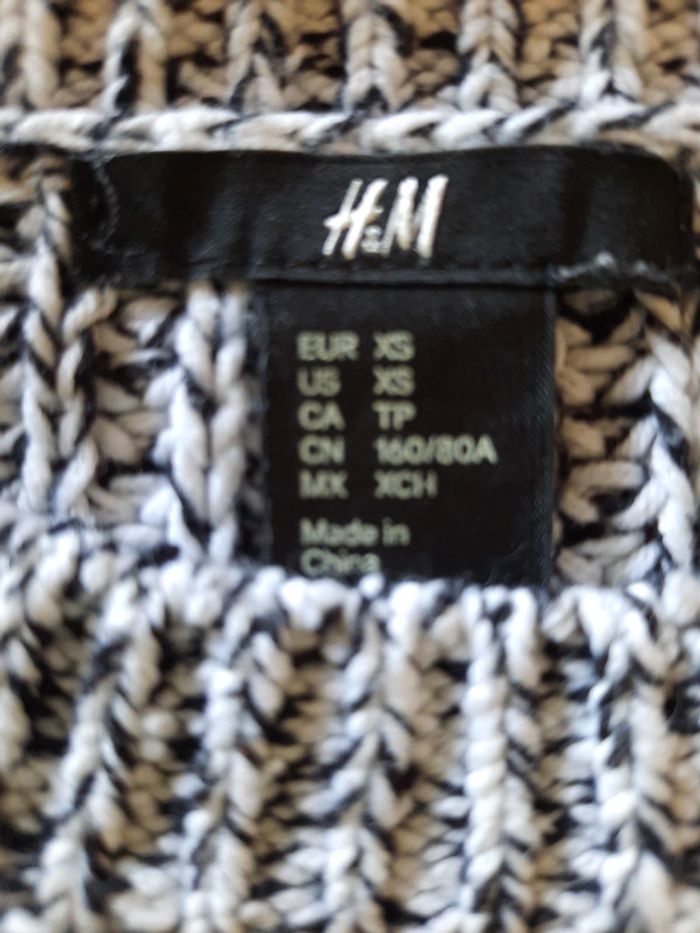 H&M
EUR XS
US XS
CA TP
CN 160/80A
MX XCH
Made in
China